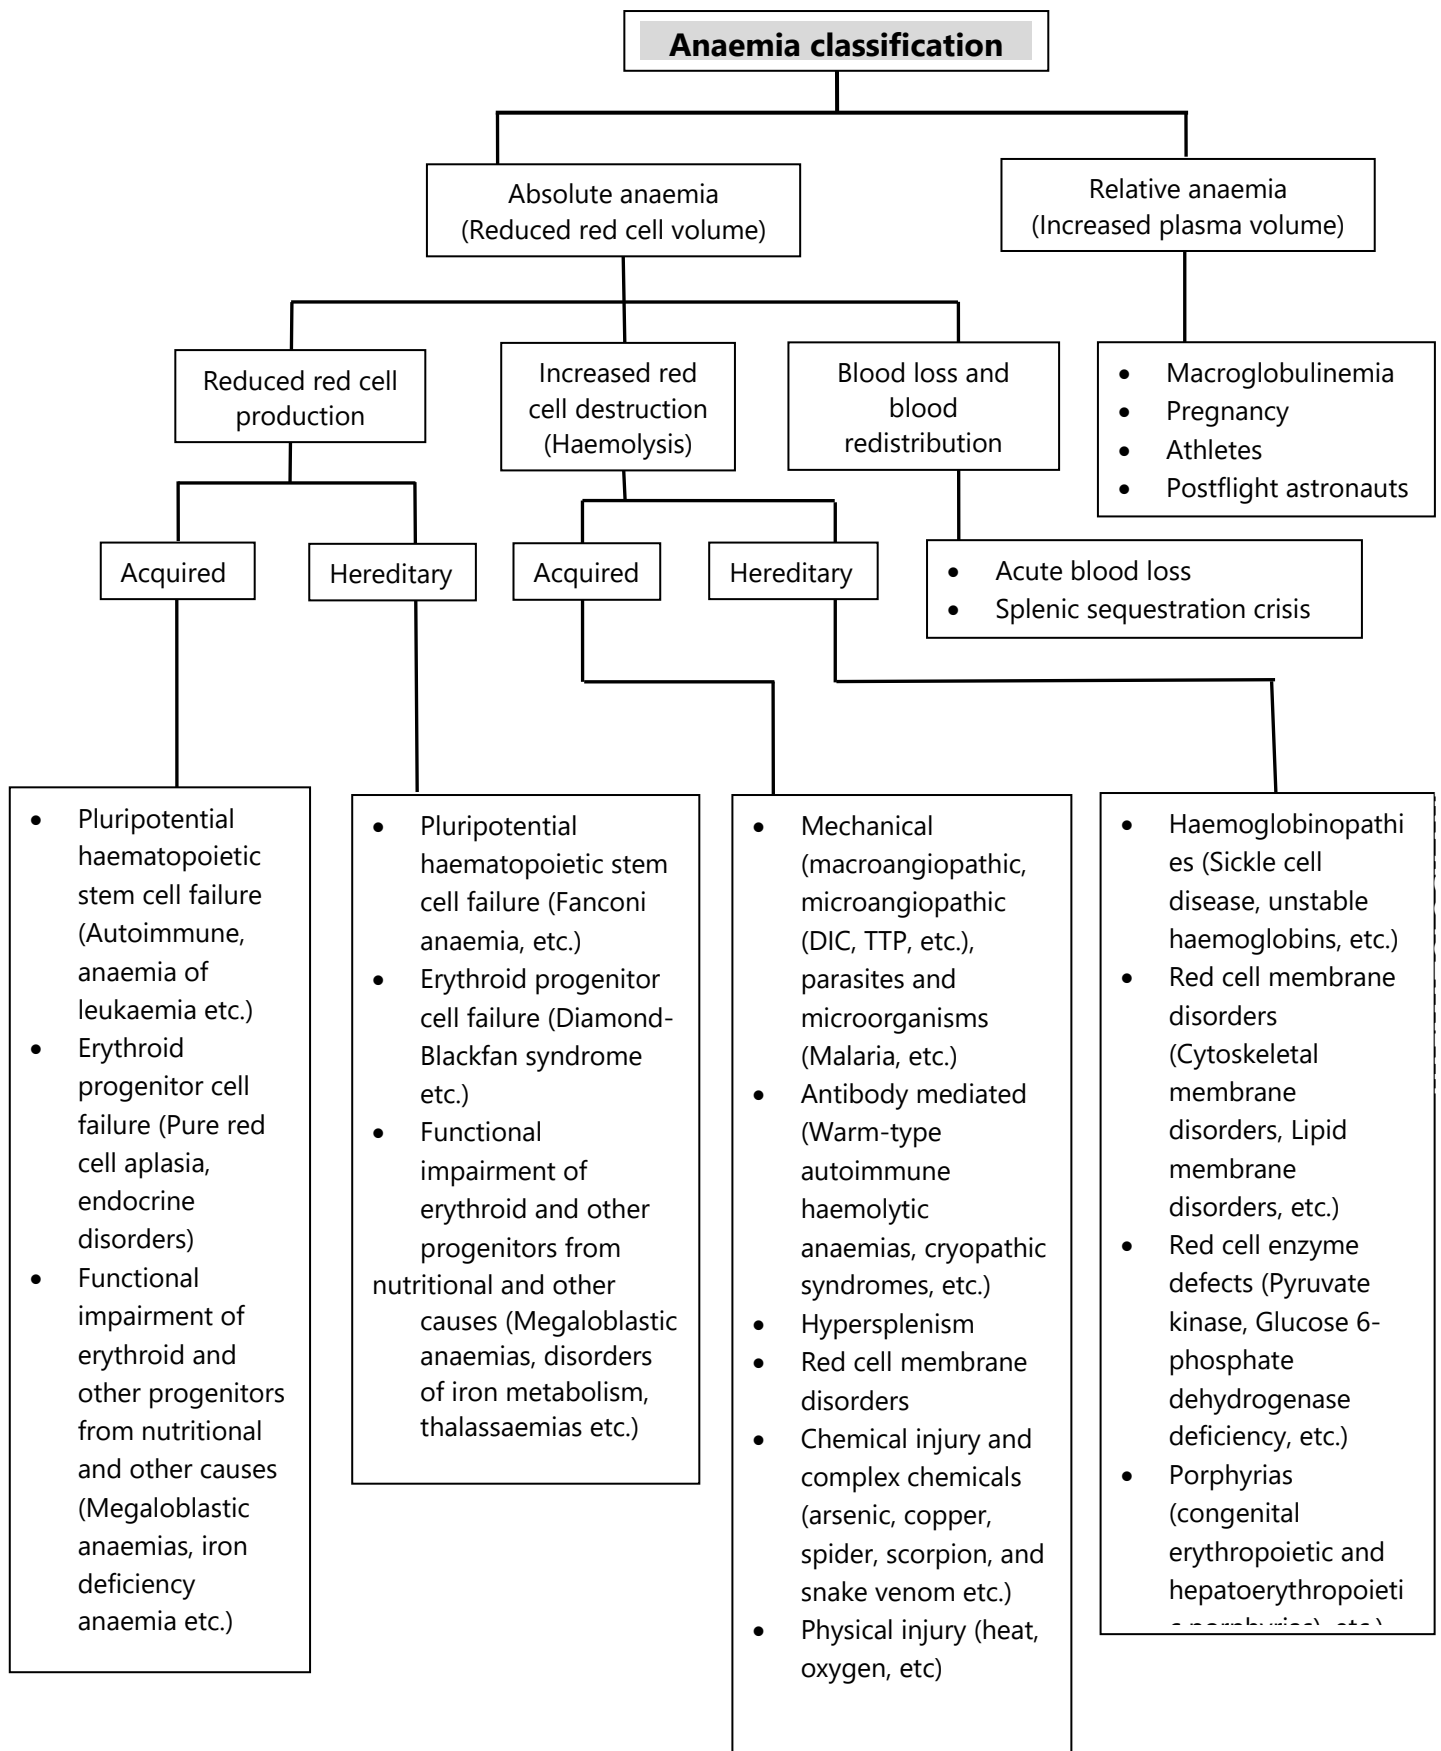 Anaemia classification
Absolute anaemia
(Reduced red cell volume)
Relative anaemia
(Increased plasma volume)
Reduced red cell
production
Increased red
cell destruction
(Haemolysis)
Blood loss and
blood
redistribution
• Macroglobulinemia
• Pregnancy
• Athletes
• Postflight astronauts
Acquired
Hereditary
Acquired
Hereditary
• Acute blood loss
• Splenic sequestration crisis
• Pluripotential
haematopoietic
stem cell failure
(Autoimmune,
anaemia of
leukaemia etc.)
• Erythroid
progenitor cell
failure (Pure red
cell aplasia,
endocrine
disorders)
• Functional
impairment of
erythroid and
other progenitors
from nutritional
and other causes
(Megaloblastic
anaemias, iron
deficiency
anaemia etc.)
• Pluripotential
haematopoietic stem
cell failure (Fanconi
anaemia, etc.)
• Erythroid progenitor
cell failure (Diamond-
Blackfan syndrome
etc.)
• Functional
impairment of
erythroid and other
progenitors from
nutritional and other
causes (Megaloblastic
anaemias, disorders
of iron metabolism,
thalassaemias etc.)
• Mechanical
(macroangiopathic,
microangiopathic
(DIC, TTP, etc.),
parasites and
microorganisms
(Malaria, etc.)
• Antibody mediated
(Warm-type
autoimmune
haemolytic
anaemias, cryopathic
syndromes, etc.)
• Hypersplenism
• Red cell membrane
disorders
• Chemical injury and
complex chemicals
(arsenic, copper,
spider, scorpion, and
snake venom etc.)
• Physical injury (heat,
oxygen, etc)
• Haemoglobinopathi
es (Sickle cell
disease, unstable
haemoglobins, etc.)
• Red cell membrane
disorders
(Cytoskeletal
membrane
disorders, Lipid
membrane
disorders, etc.)
• Red cell enzyme
defects (Pyruvate
kinase, Glucose 6-
phosphate
dehydrogenase
deficiency, etc.)
• Porphyrias
(congenital
erythropoietic and
hepatoerythropoieti
c porphyrias), etc.)